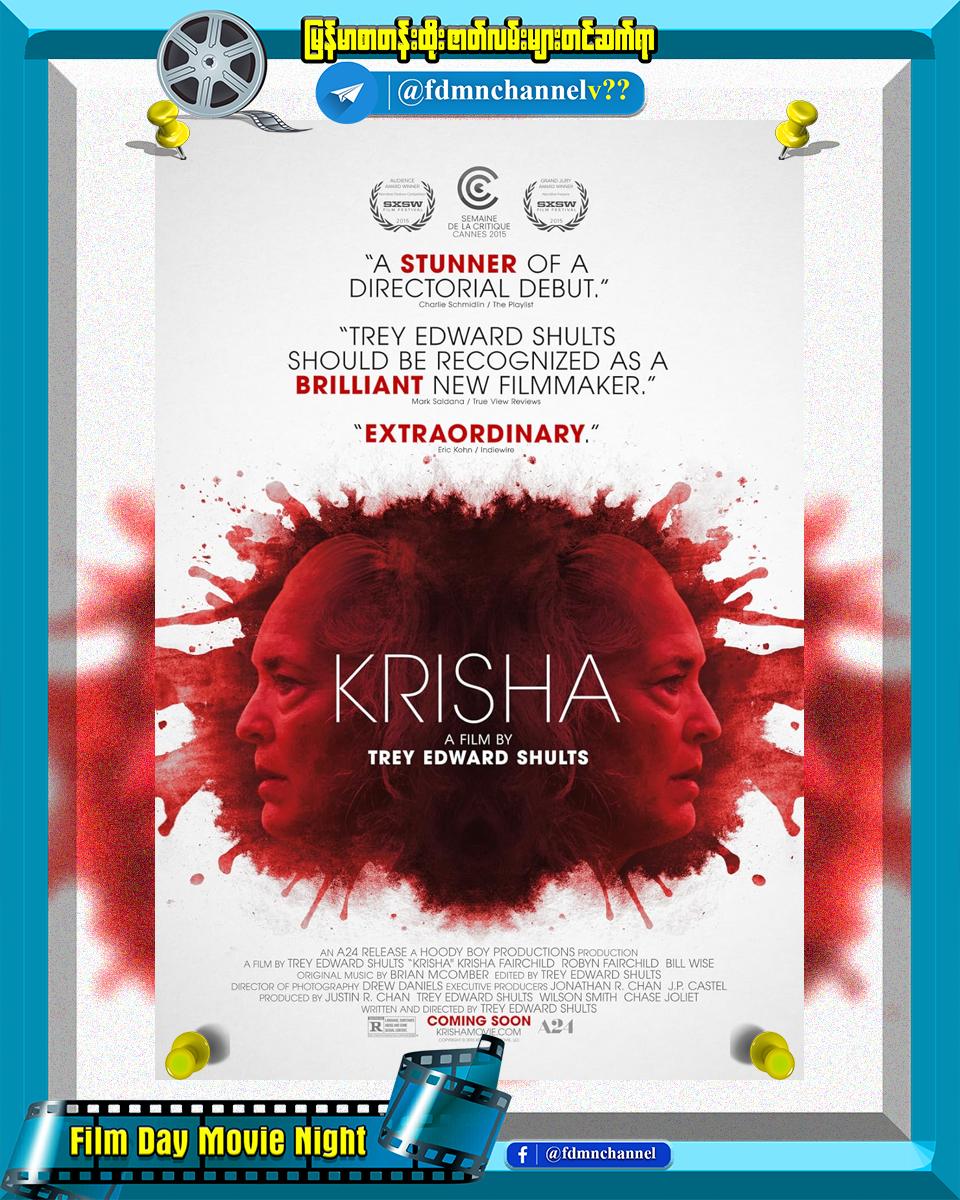 မြန်မာစာတန်းထိုးဇာတ်လမ်းများတင်ဆက်ရာ
@fdmnchannelv??
AUDIENCE
AWARD WINNER
SXSW
FILM FESTIVAL
2015
SEMAINE
DE LA CRITIQUE
CANNES 2015
GRAND JURY
AWARD WINNER
SXSW
FILM FESTIVAL
2015
“A STUNNER OF A
DIRECTORIAL DEBUT.”
Charlie Schmidlin / The Playlist
“TREY EDWARD SHULTS
SHOULD BE RECOGNIZED AS A
BRILLIANT NEW FILMMAKER.”
Mark Saldana / True View Reviews
“EXTRAORDINARY.”
Eric Kohn / Indiewire
KRISHA
A FILM BY
TREY EDWARD SHULTS
AN A24 RELEASE A HOODY BOY PRODUCTIONS PRODUCTION
A FILM BY TREY EDWARD SHULTS "KRISHA" KRISHA FAIRCHILD ROBYN FAIRCHILD BILL WISE
ORIGINAL MUSIC BY BRIAN MCOMBER EDITED BY TREY EDWARD SHULTS
DIRECTOR OF PHOTOGRAPHY DREW DANIELS EXECUTIVE PRODUCERS JONATHAN R. CHAN J.P. CASTEL
PRODUCED BY JUSTIN R. CHAN TREY EDWARD SHULTS WILSON SMITH CHASE JOLIET
WRITTEN AND DIRECTED BY TREY EDWARD SHULTS
R
COMING SOON
KRISHAMOVIE.COM
A24
Film Day Movie Night
f @fdmnchannel